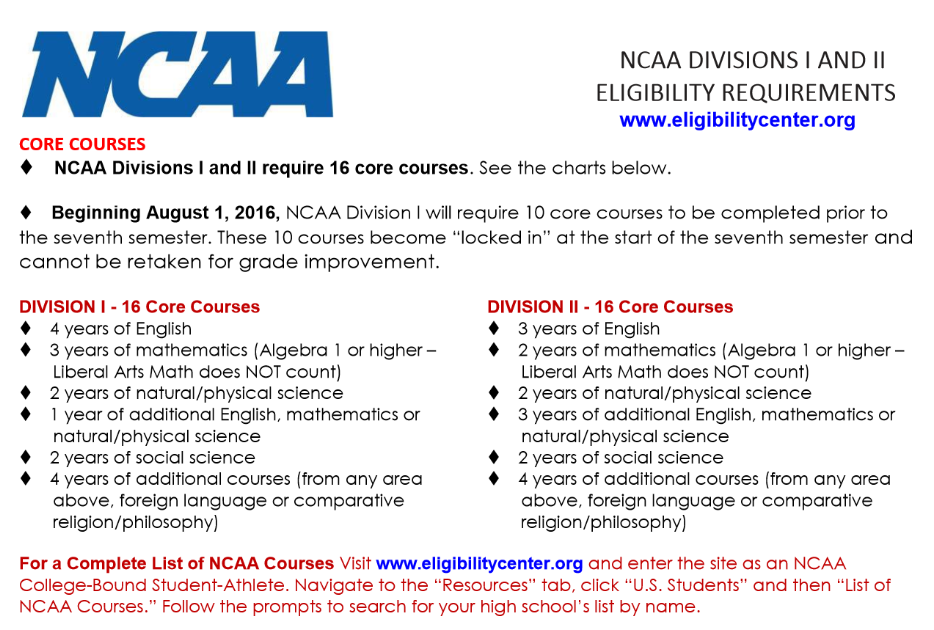 NCAA
NCAA DIVISIONS I AND II
ELIGIBILITY REQUIREMENTS
www.eligibilitycenter.org
CORE COURSES
♦ NCAA Divisions I and II require 16 core courses. See the charts below.
♦ Beginning August 1, 2016, NCAA Division I will require 10 core courses to be completed prior to
the seventh semester. These 10 courses become “locked in” at the start of the seventh semester and
cannot be retaken for grade improvement.
DIVISION I - 16 Core Courses
♦ 4 years of English
♦ 3 years of mathematics (Algebra 1 or higher –
Liberal Arts Math does NOT count)
♦ 2 years of natural/physical science
♦ 1 year of additional English, mathematics or
natural/physical science
♦ 2 years of social science
♦ 4 years of additional courses (from any area
above, foreign language or comparative
religion/philosophy)
DIVISION II - 16 Core Courses
♦ 3 years of English
♦ 2 years of mathematics (Algebra 1 or higher –
Liberal Arts Math does NOT count)
♦ 2 years of natural/physical science
♦ 3 years of additional English, mathematics or
natural/physical science
♦ 2 years of social science
♦ 4 years of additional courses (from any area
above, foreign language or comparative
religion/philosophy)
For a Complete List of NCAA Courses Visit www.eligibilitycenter.org and enter the site as an NCAA
College-Bound Student-Athlete. Navigate to the “Resources” tab, click “U.S. Students” and then “List of
NCAA Courses.” Follow the prompts to search for your high school’s list by name.